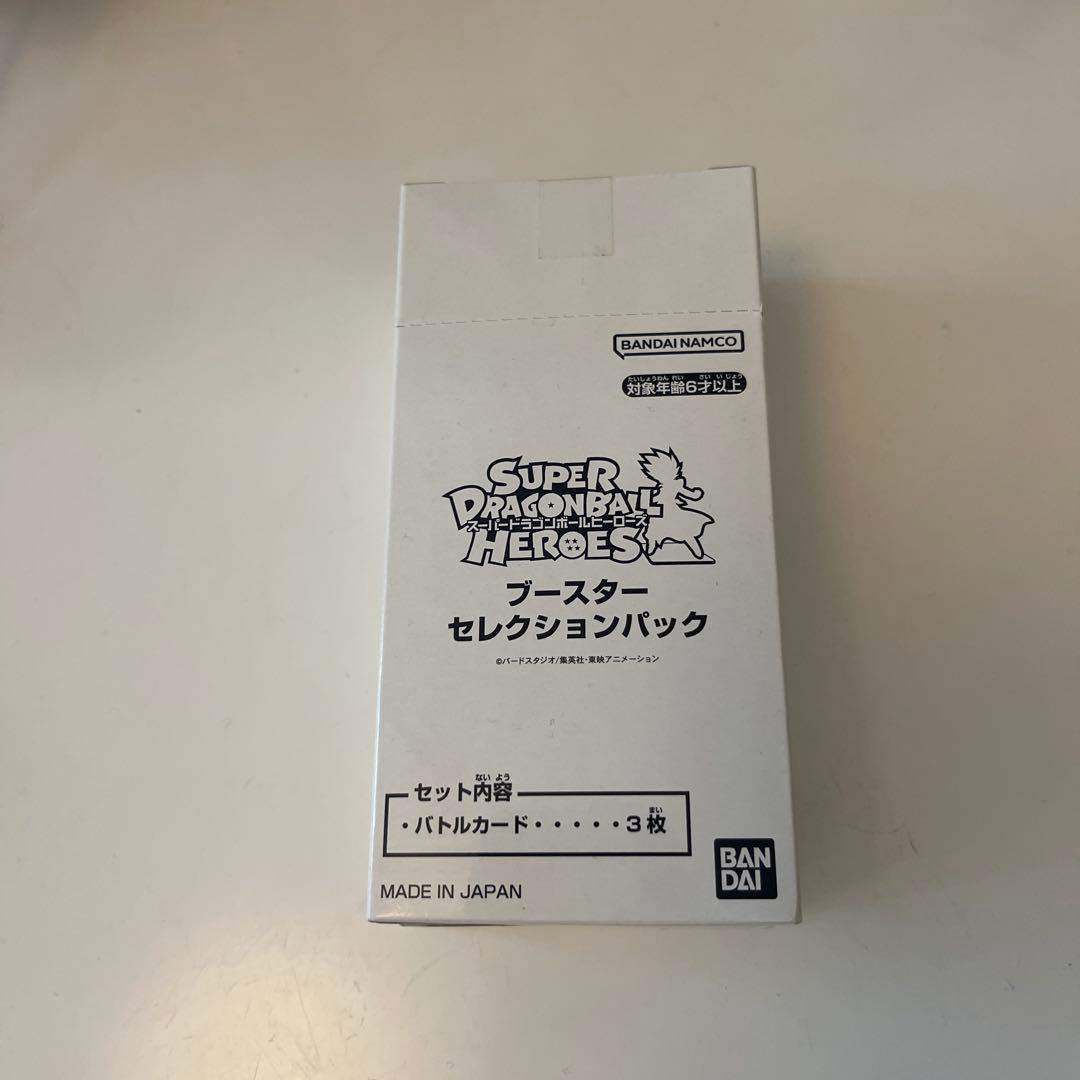 BANDAI NAMCO
たいしょうねんれい さいいじょう
対象年齢6才以上
SUPER
DRAGONBALL
スーパードラゴンボールヒーローズ
HEROES
ブースター
セレクションパック
©バードスタジオ/集英社・東映アニメーション
ないよう
セット内容
まい
・バトルカード・・・・・3枚
BAN
DAI
MADE IN JAPAN